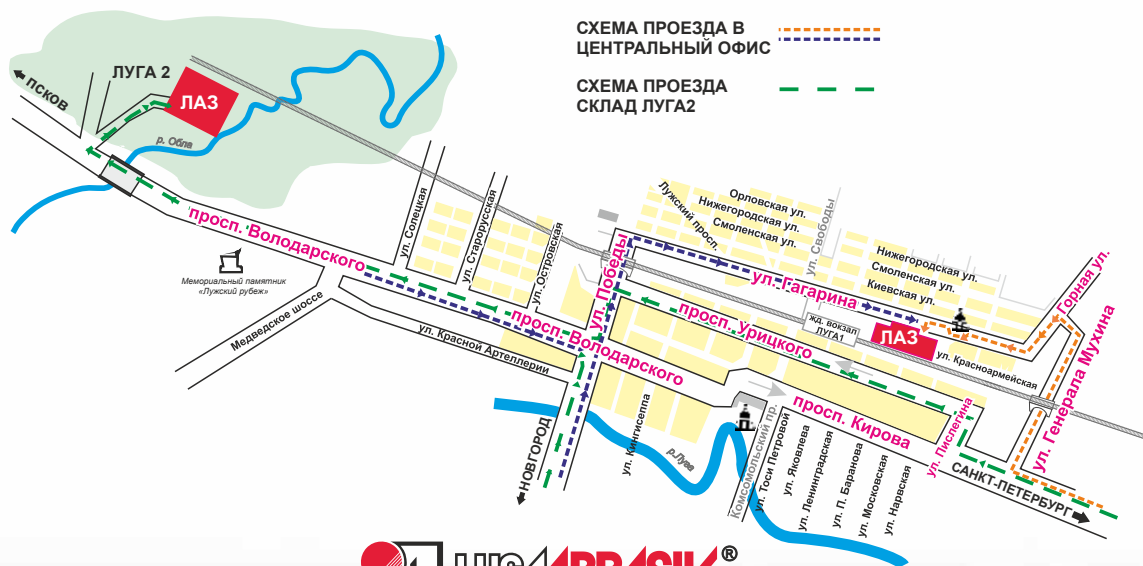 СХЕМА ПРОЕЗДА В
ЦЕНТРАЛЬНЫЙ ОФИС
СХЕМА ПРОЕЗДА
СКЛАД ЛУГА2
ЛУГА 2
ЛАЗ
ПСКОВ
р. Обла
просп. Володарского
Мемориальный памятник
«Лужский рубеж»
Медведское шоссе
ул. Солецкая
ул. Старорусская
ул. Островская
ул. Красной Артеллерии
просп. Володарского
ул. Победы
Лужский просп.
Орловская ул.
Нижегородская ул.
Смоленская ул.
ул. Свободы
Нижегородская ул.
Смоленская ул.
Киевская ул.
ул. Гагарина
просп. Урицкого
жд. вокзал
ЛУГА1
ЛАЗ
ул. Красноармейская
Горная ул.
ул. Генерала Мухина
просп. Кирова
ул. Пислегина
САНКТ-ПЕТЕРБУРГ
НОВГОРОД
ул. Кингисеппа
р.Луга
Комсомольский пр.
ул. Тоси Петровой
ул. Яковлева
ул. Ленинградская
ул. П. Баранова
ул. Московская
ул. Нарвская
®